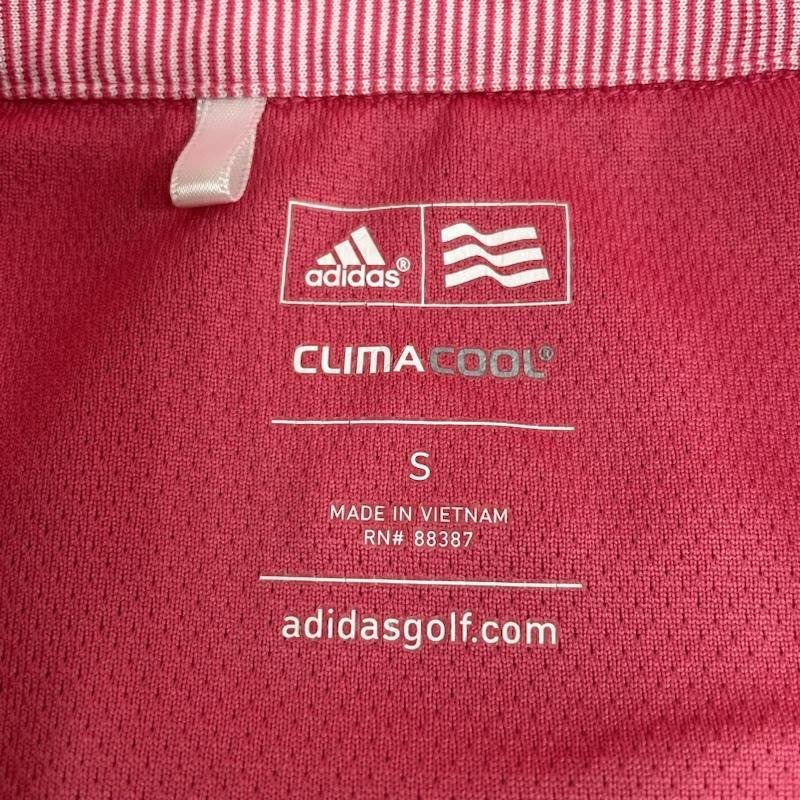 adidas®
CLIMACOOL®
S
MADE IN VIETNAM
RN# 88387
adidasgolf.com